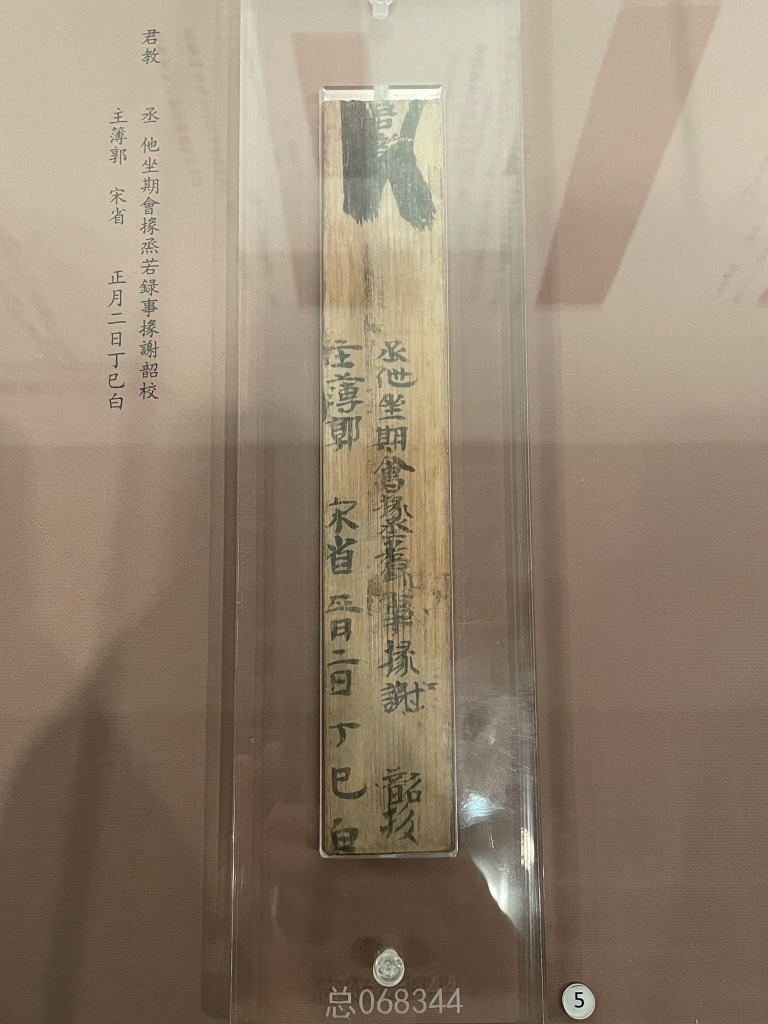 君教 丞 他坐期會掾烝若録事掾謝韶校
主簿郭 宋省 正月二日丁巳白
君教
丞他坐期會掾烝若録事掾謝 韶校
主薄郭 宋省 正月二日丁巳白
总068344
5